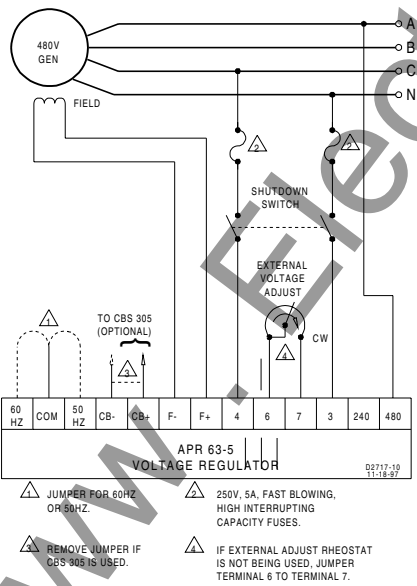 480V
GEN
A
B
C
N
FIELD
2
2
SHUTDOWN
SWITCH
EXTERNAL
VOLTAGE
ADJUST
CW
1
TO CBS 305
(OPTIONAL)
3
4
60
HZ
COM
50
HZ
CB-
CB+
F-
F+
4
6
7
3
240
480
APR 63-5
VOLTAGE REGULATOR
D2717-10
11-18-97
1 JUMPER FOR 60HZ
OR 50HZ.
2 250V, 5A, FAST BLOWING,
HIGH INTERRUPTING
CAPACITY FUSES.
3 REMOVE JUMPER IF
CBS 305 IS USED.
4 IF EXTERNAL ADJUST RHEOSTAT
IS NOT BEING USED, JUMPER
TERMINAL 6 TO TERMINAL 7.
www.Elec